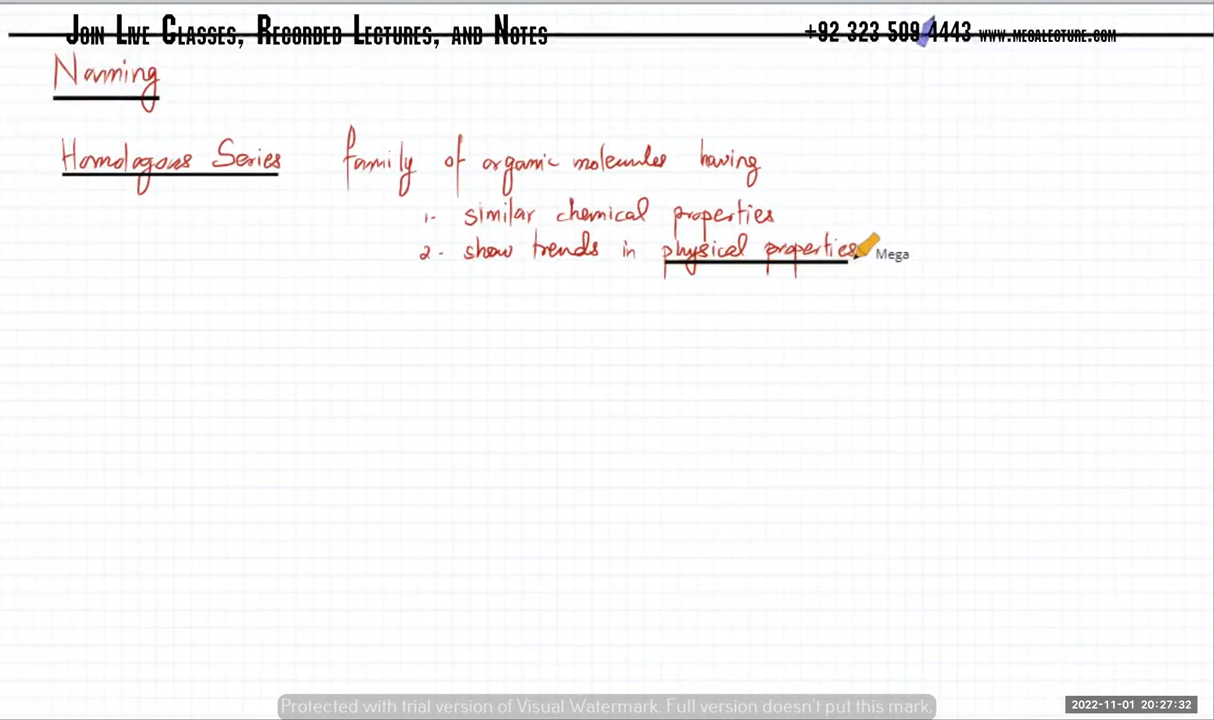 JOIN LIVE CLASSES, RECORDED LECTURES, AND NOTES +92 323 509 4443 WWW.MEGALECTURE.COM
Naming
Homologous Series family of organic molecules having
1- similar chemical properties
2- show trends in physical properties
Mega
Protected with trial version of Visual Watermark. Full version doesn't put this mark.
2022-11-01 20:27:32